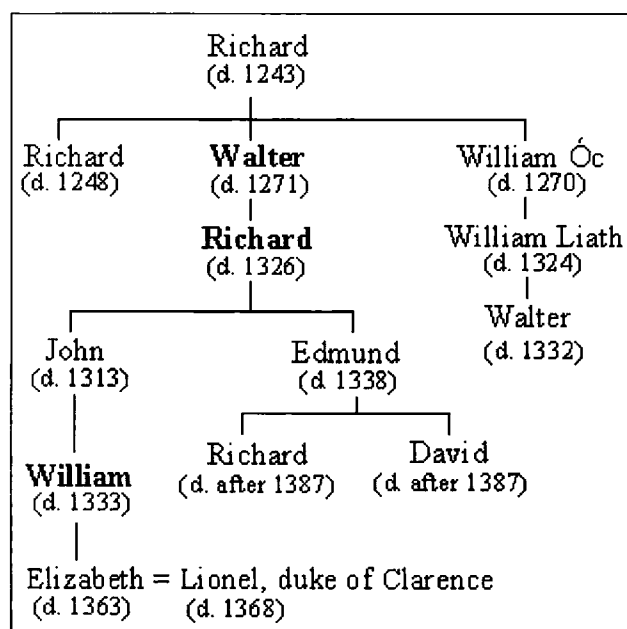 Richard
(d. 1243)
Richard
(d. 1248)
Walter
(d. 1271)
William Óc
(d. 1270)
Richard
(d. 1326)
William Liath
(d. 1324)
Walter
(d. 1332)
John
(d. 1313)
Edmund
(d. 1338)
Richard
(d. after 1387)
David
(d. after 1387)
William
(d. 1333)
Elizabeth = Lionel, duke of Clarence
(d. 1363) (d. 1368)